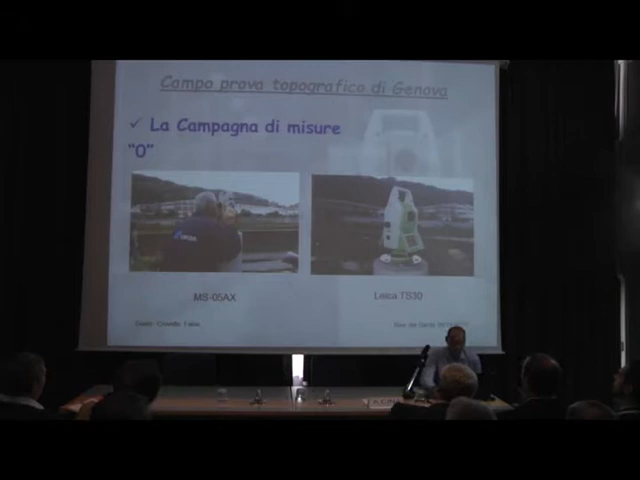 Campo prova topografico di Genova
✓ La Campagna di misure
"0"
MS-05AX
Leica TS30